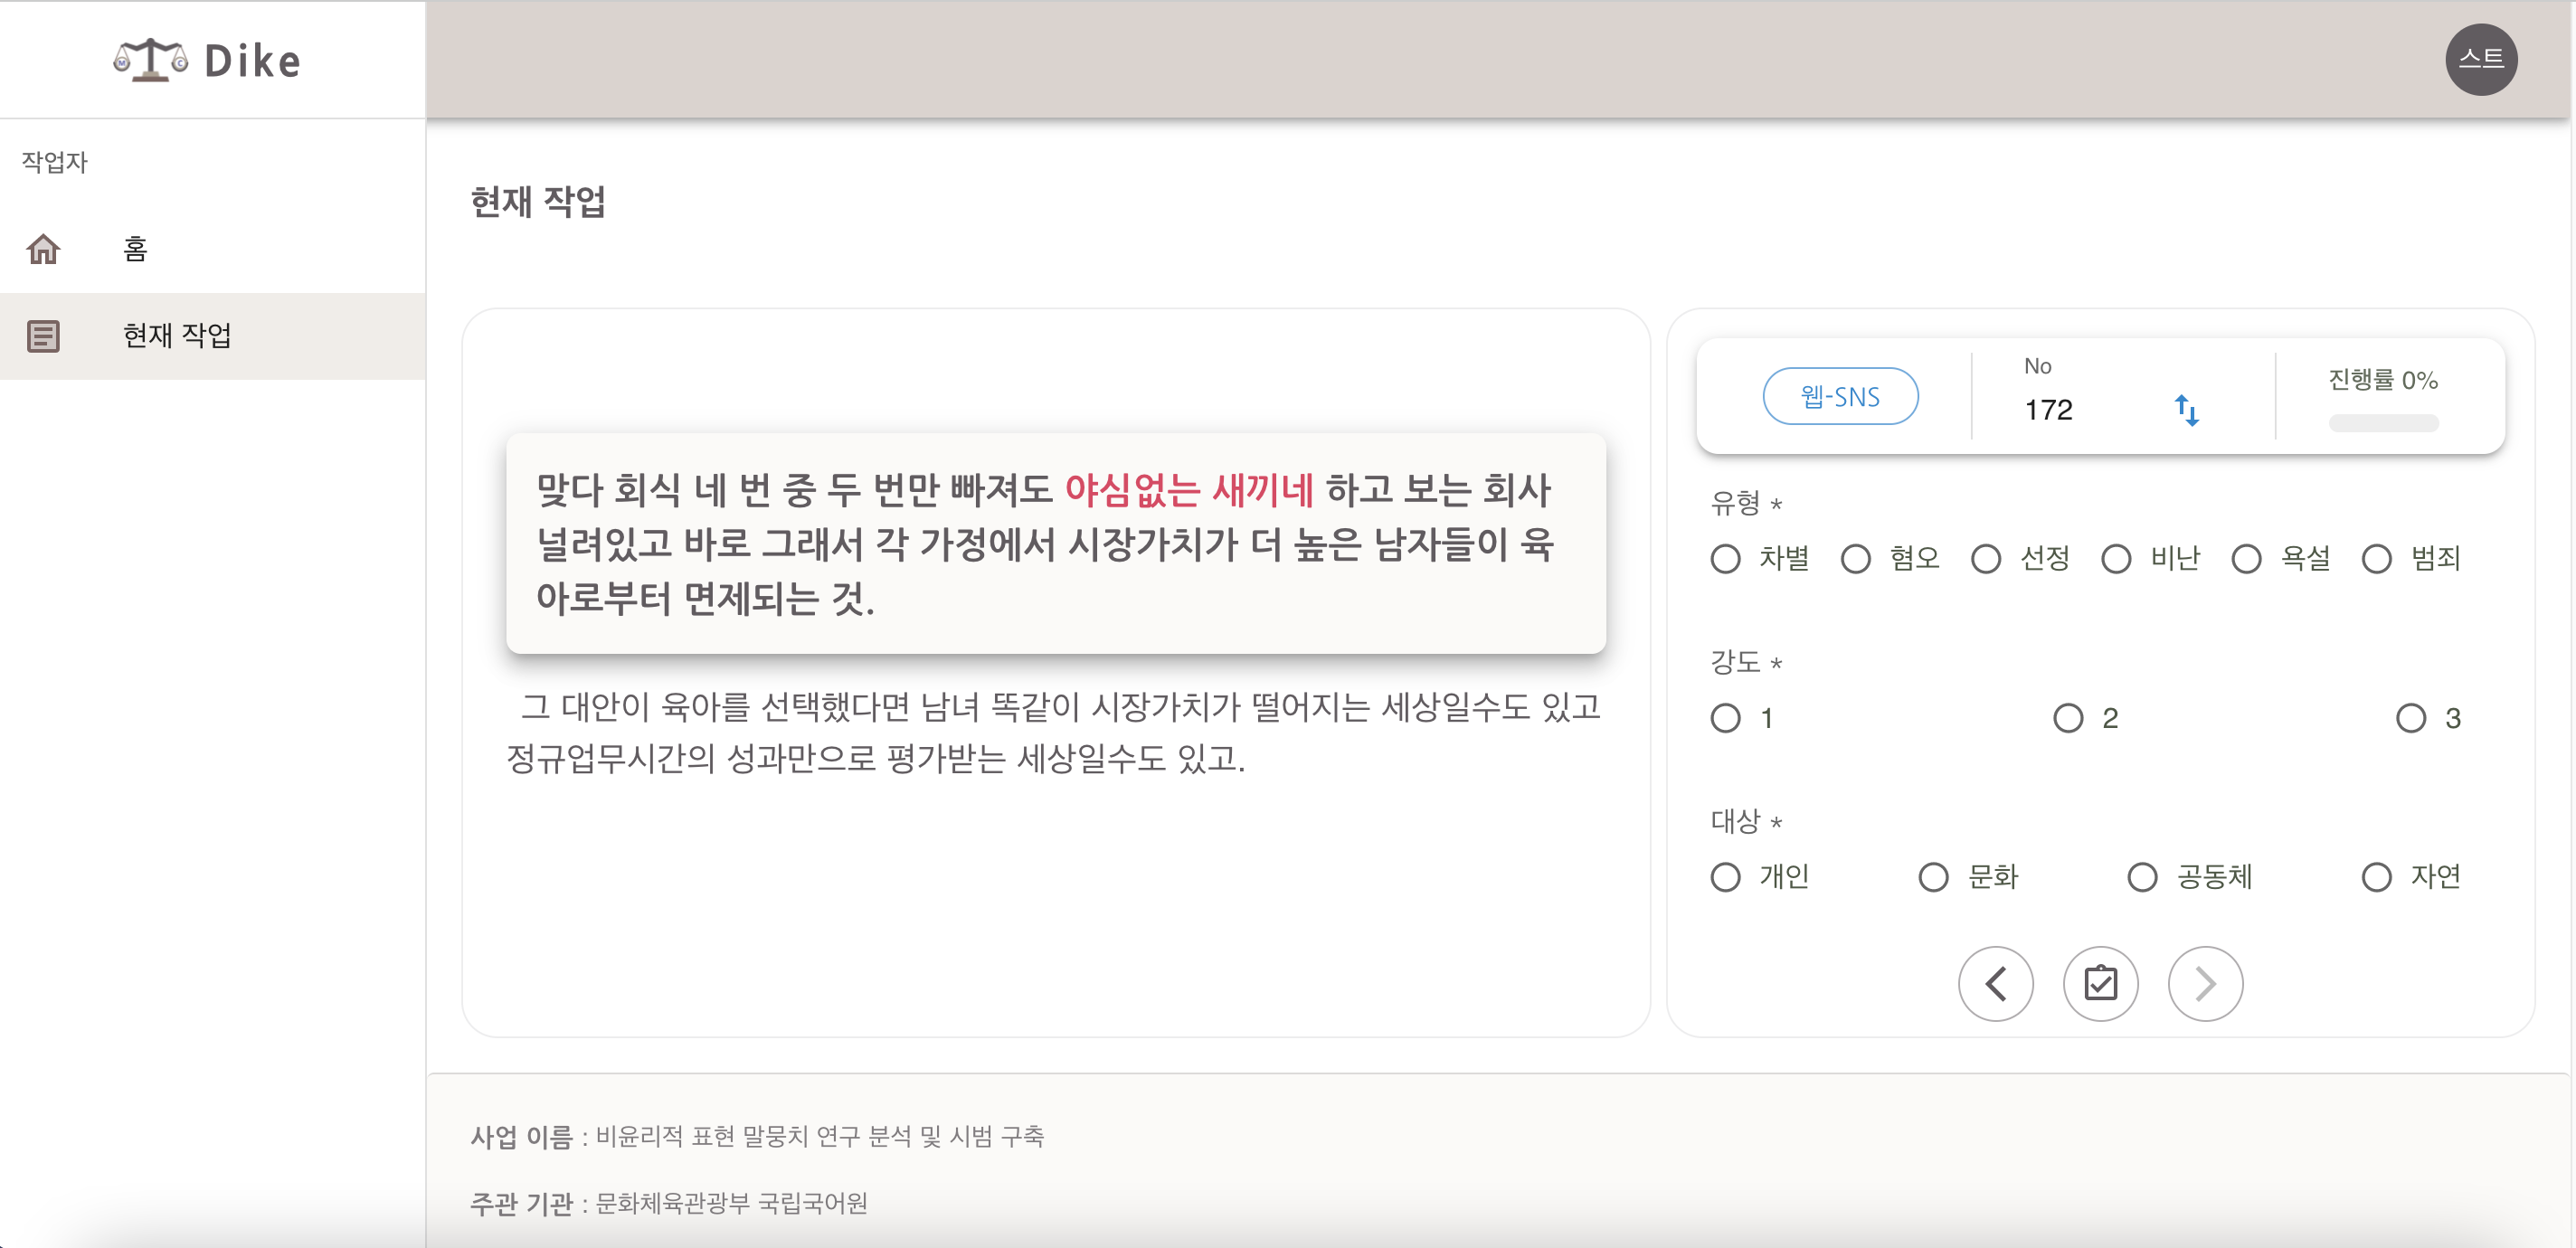 Dike
스트
작업자
홈
현재 작업
현재 작업
맞다 회식 네 번 중 두 번만 빠져도 야심없는 새끼네 하고 보는 회사
널려있고 바로 그래서 각 가정에서 시장가치가 더 높은 남자들이 육
아로부터 면제되는 것.
그 대안이 육아를 선택했다면 남녀 똑같이 시장가치가 떨어지는 세상일수도 있고
정규업무시간의 성과만으로 평가받는 세상일수도 있고.
웹-SNS
No
172
진행률 0%
유형 *
차별 혐오 선정 비난 욕설 범죄
강도 *
1 2 3
대상 *
개인 문화 공동체 자연
사업 이름 : 비윤리적 표현 말뭉치 연구 분석 및 시범 구축
주관 기관 : 문화체육관광부 국립국어원